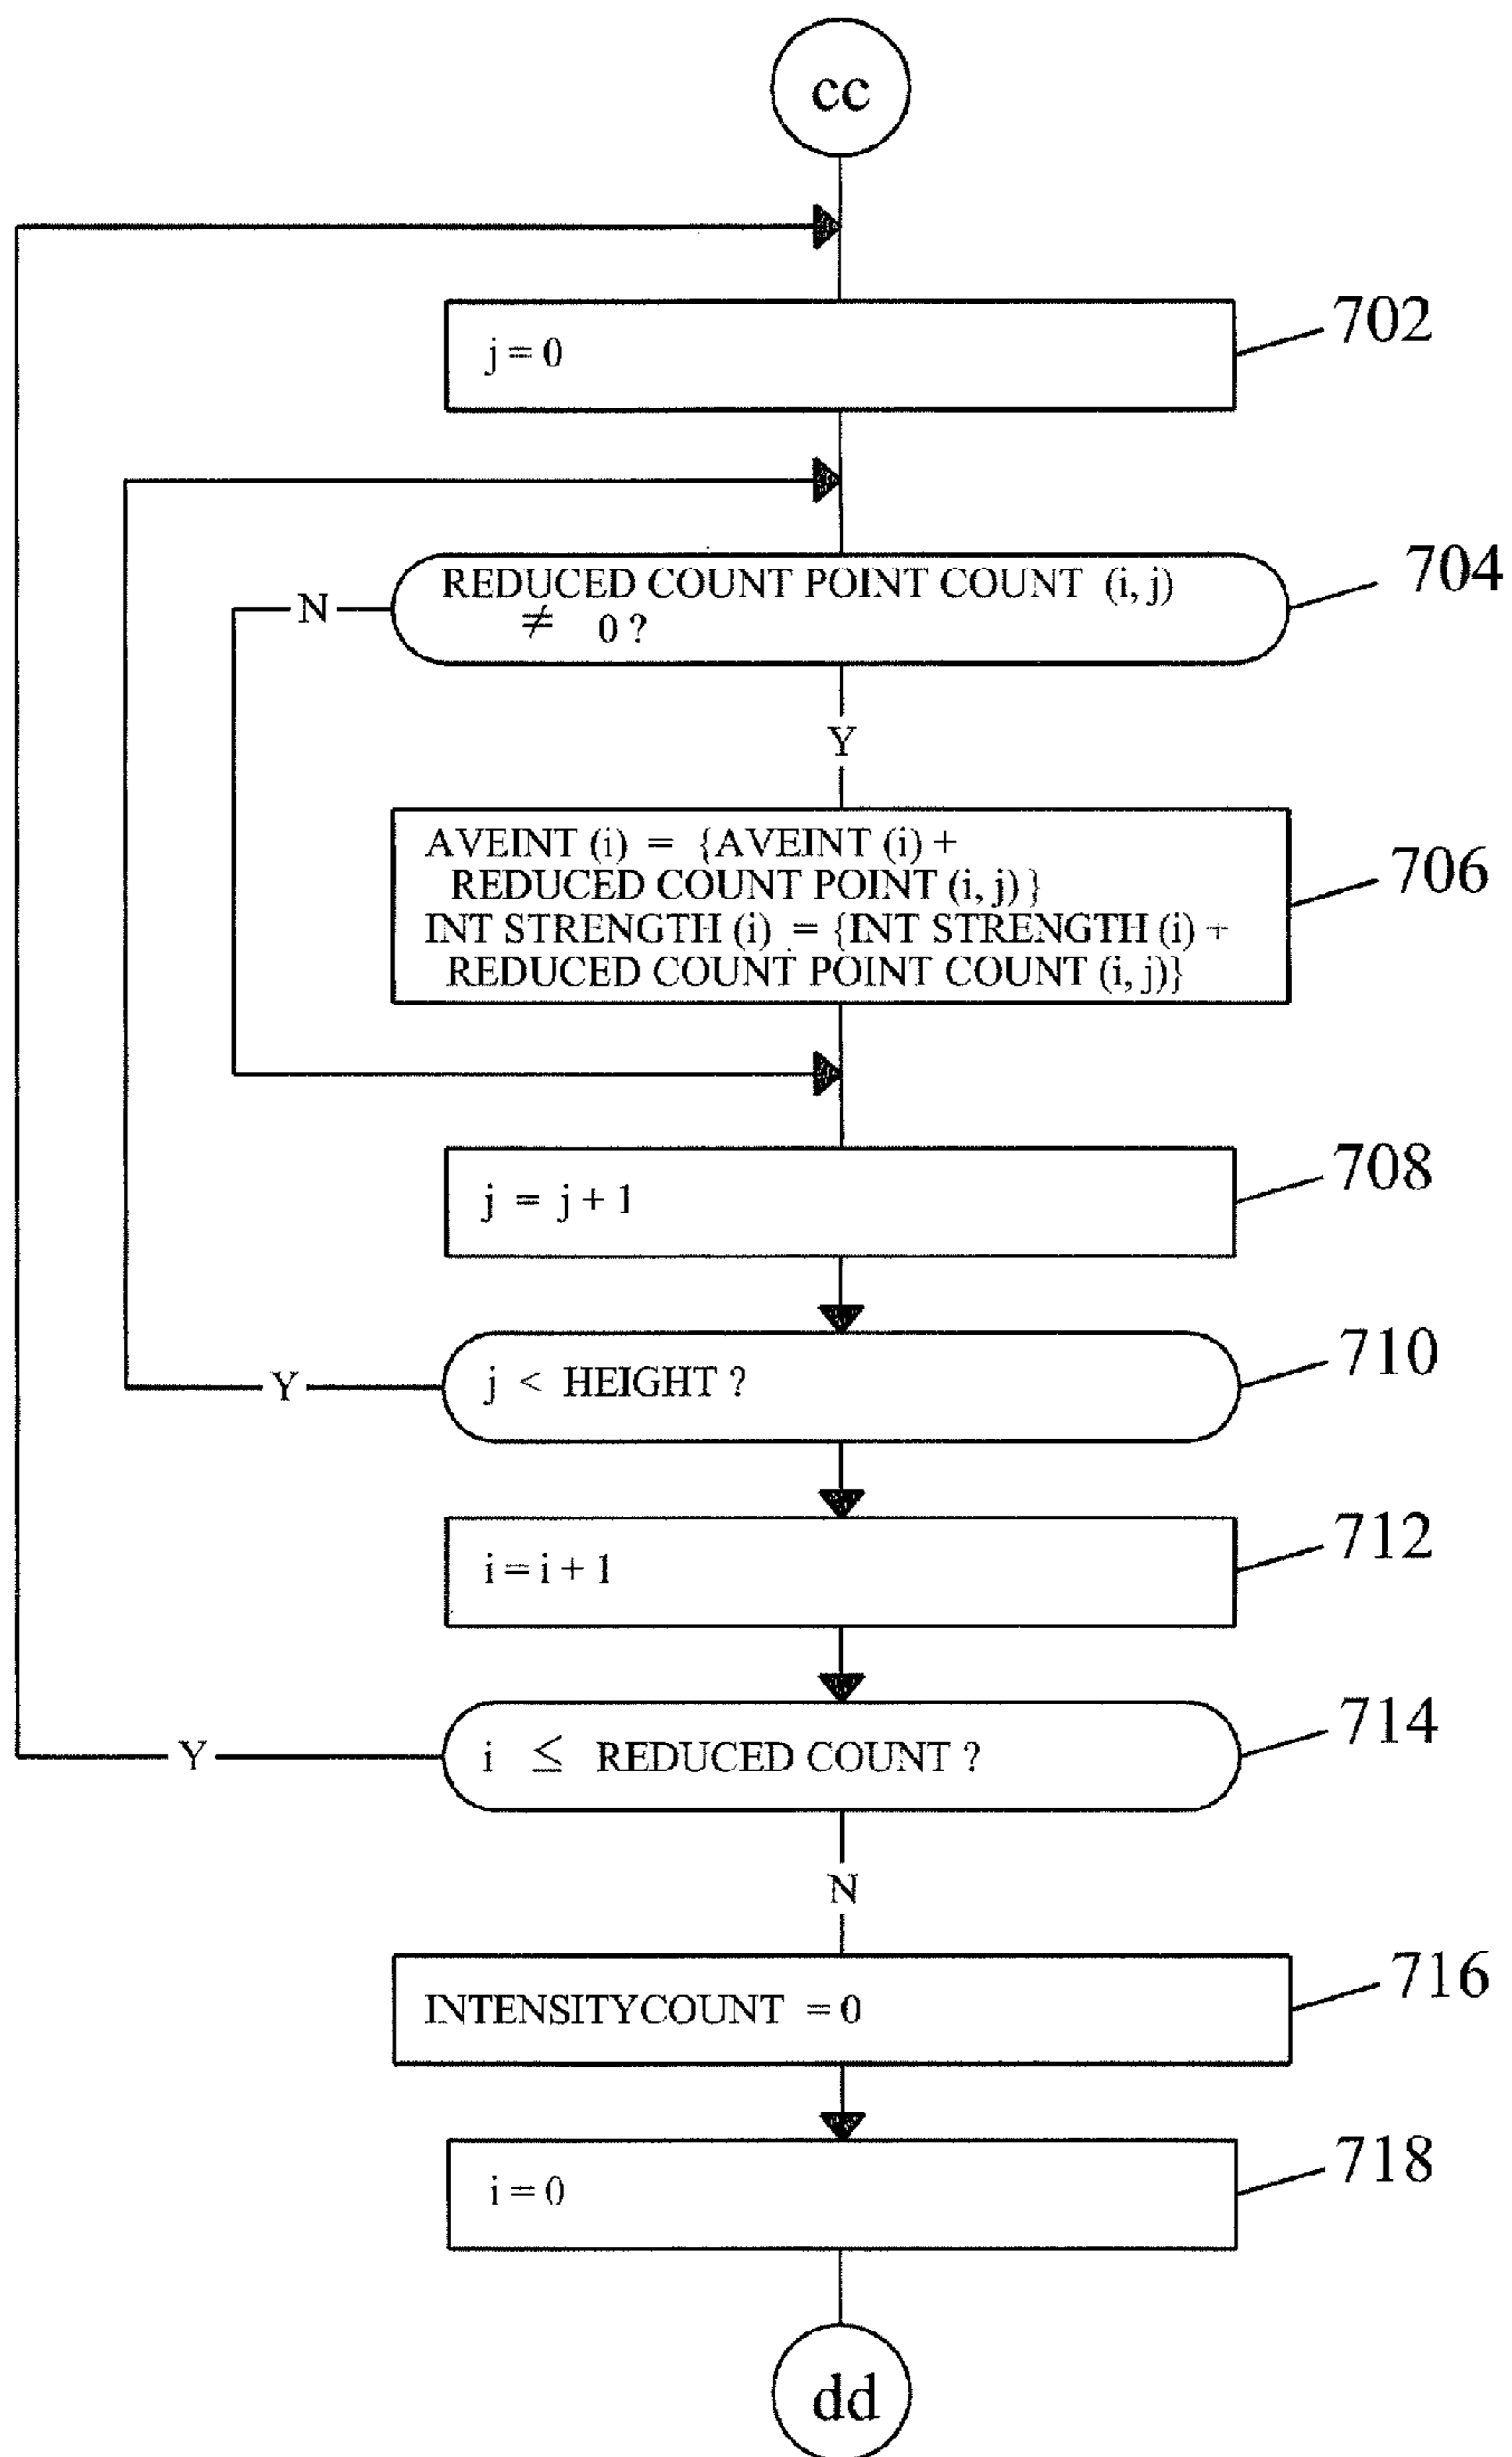 cc
j = 0
702
REDUCED COUNT POINT COUNT (i, j)
≠ 0 ?
704
N
Y
AVEINT (i) = {AVEINT (i) +
REDUCED COUNT POINT (i, j) }
INT STRENGTH (i) = {INT STRENGTH (i) +
REDUCED COUNT POINT COUNT (i, j)}
706
j = j + 1
708
j < HEIGHT ?
710
Y
i = i + 1
712
i ≤ REDUCED COUNT ?
714
Y
N
INTENSITYCOUNT = 0
716
i = 0
718
dd